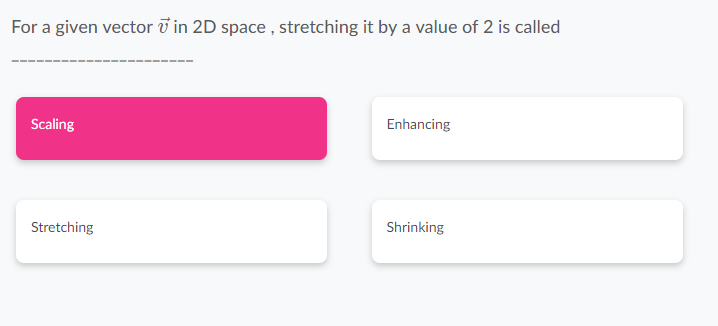 For a given vector v⃗ in 2D space , stretching it by a value of 2 is called
----------------------
Scaling
Enhancing
Stretching
Shrinking